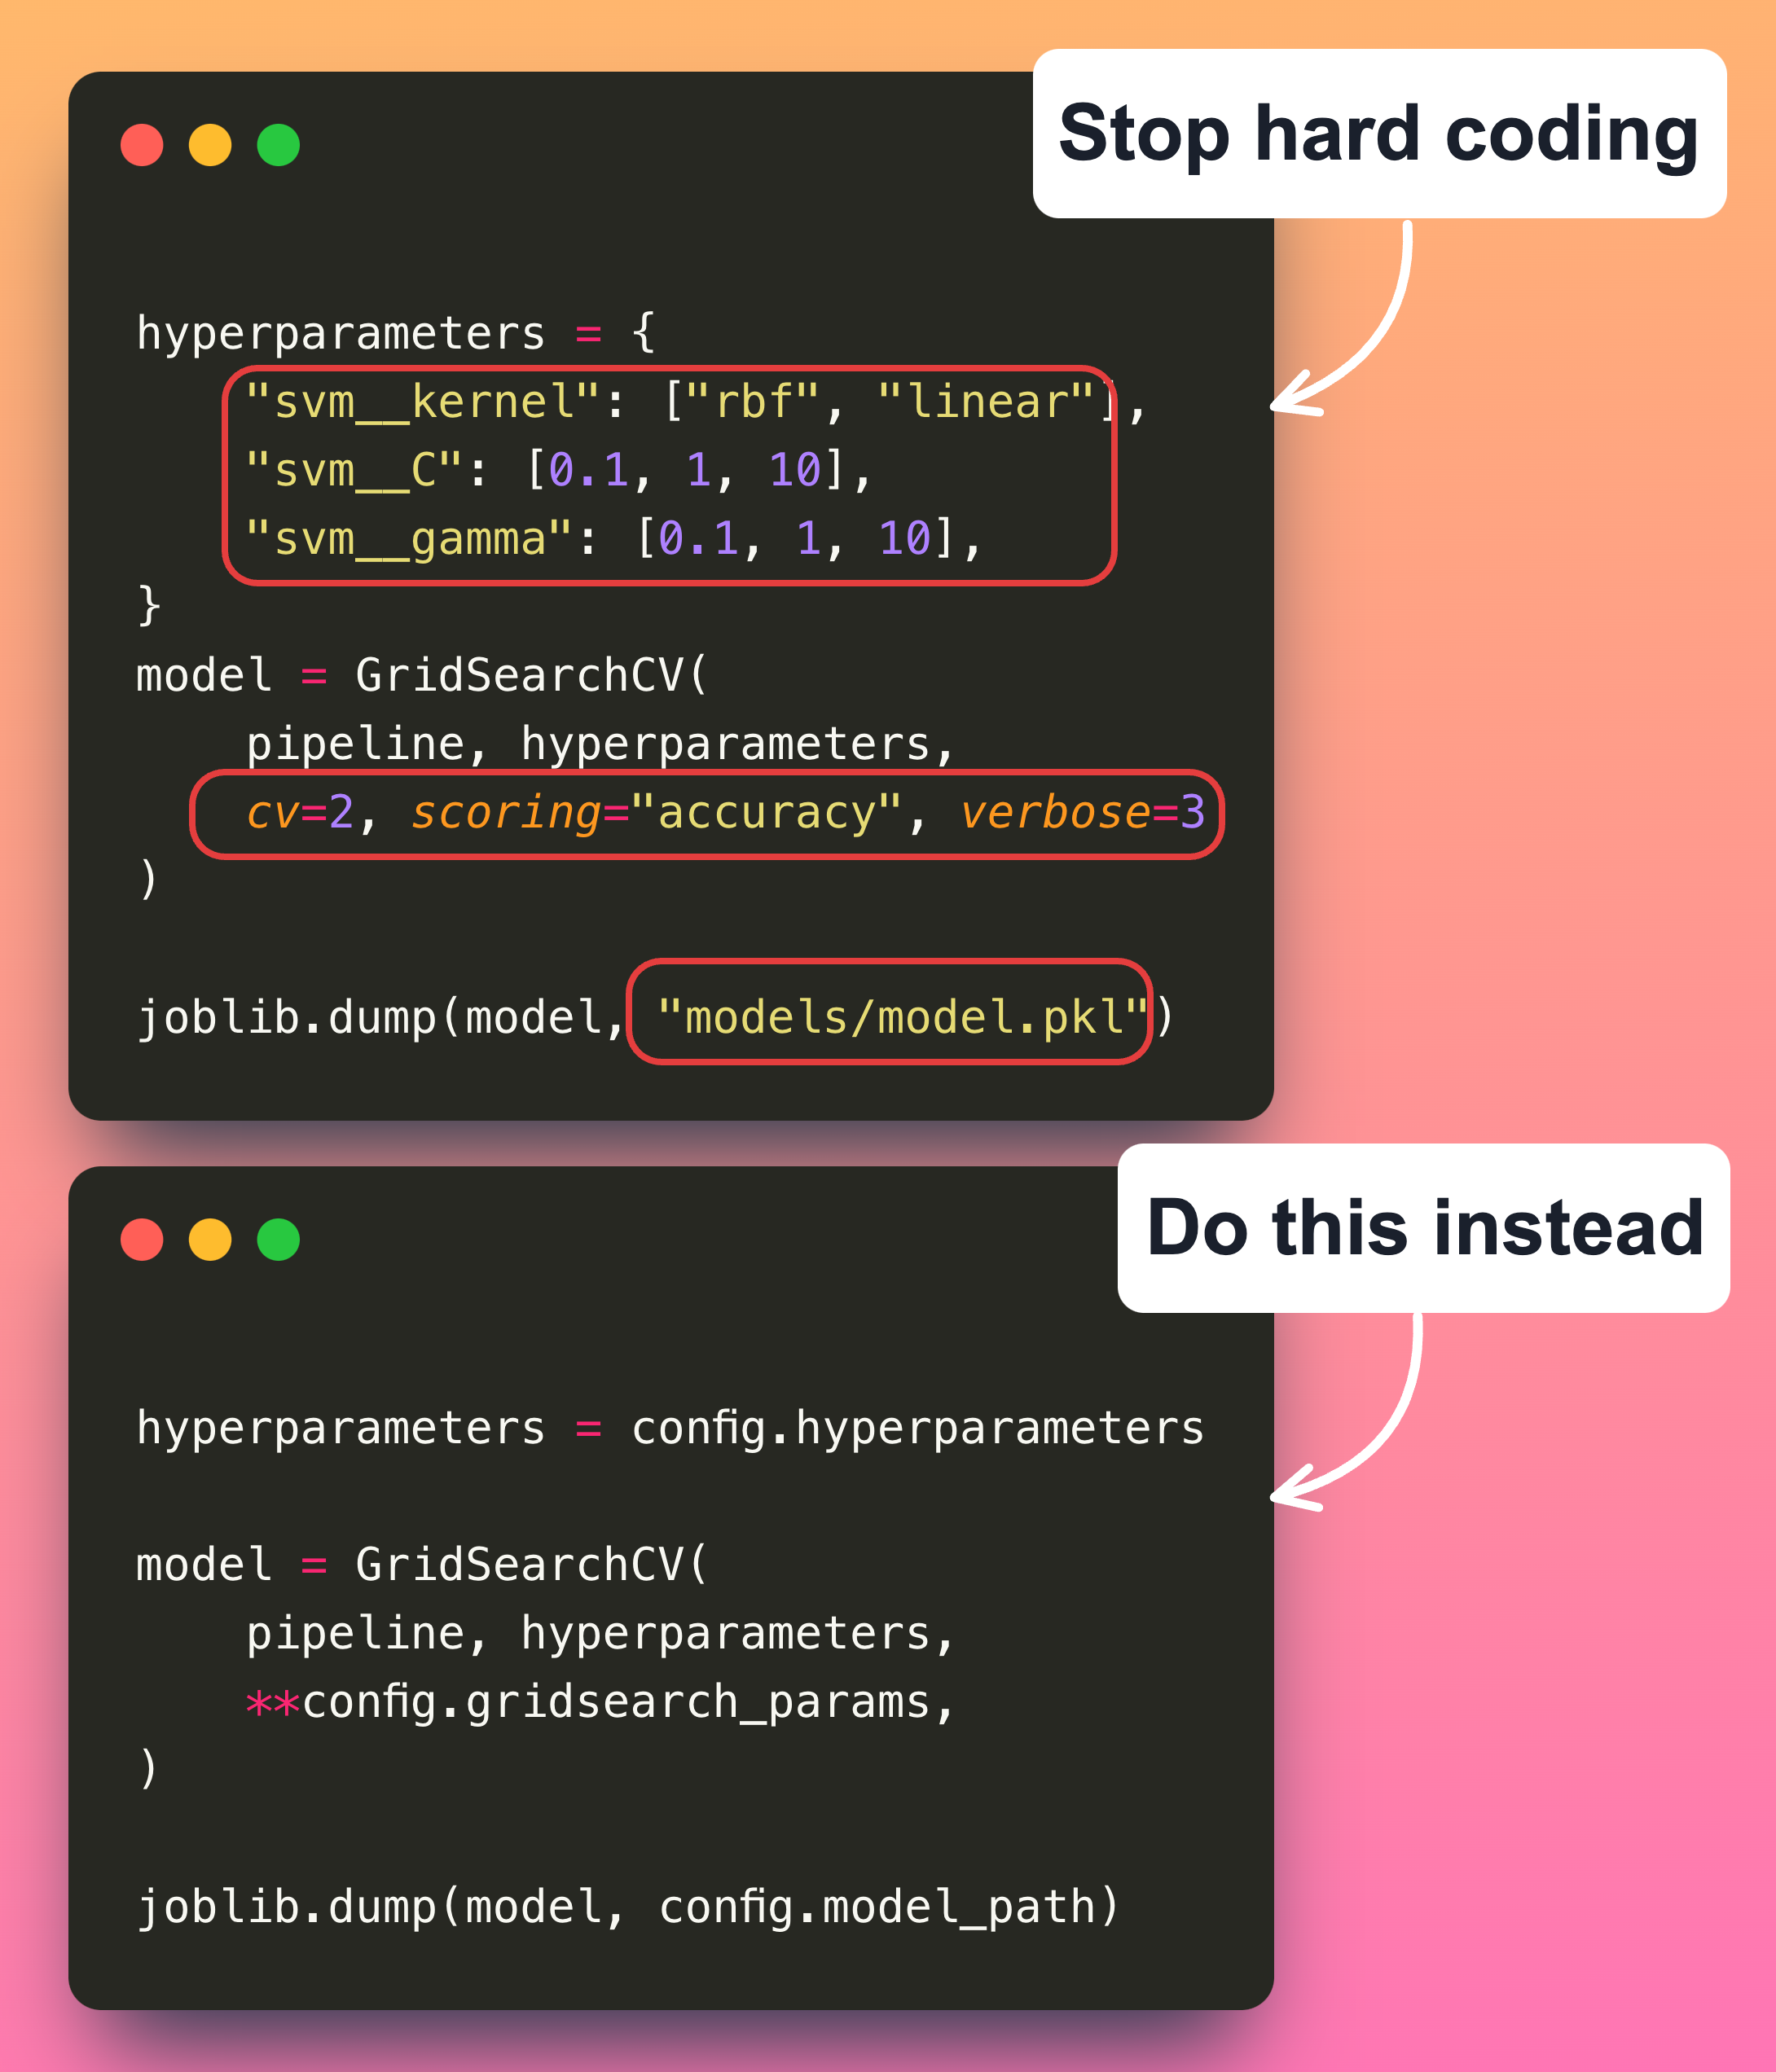 Stop hard coding
hyperparameters = {
    "svm__kernel": ["rbf", "linear"],
    "svm__C": [0.1, 1, 10],
    "svm__gamma": [0.1, 1, 10],
}
model = GridSearchCV(
    pipeline, hyperparameters,
    cv=2, scoring="accuracy", verbose=3
)
joblib.dump(model, "models/model.pkl")
Do this instead
hyperparameters = config.hyperparameters
model = GridSearchCV(
    pipeline, hyperparameters,
    **config.gridsearch_params,
)
joblib.dump(model, config.model_path)